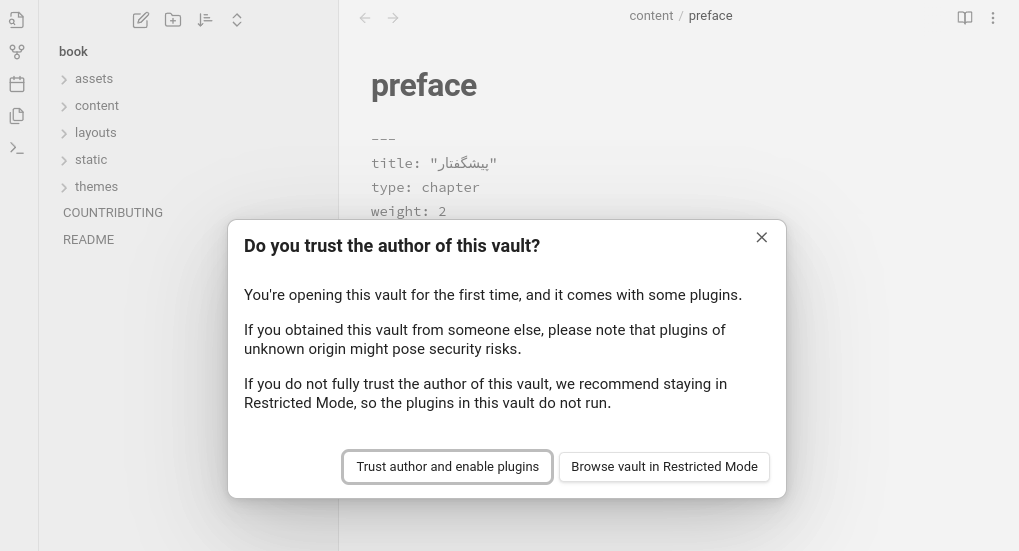 content / preface
book
assets
content
layouts
static
themes
COUNTRIBUTING
README
preface
---
title: "پیشگفتار"
type: chapter
weight: 2
Do you trust the author of this vault?
You're opening this vault for the first time, and it comes with some plugins.
If you obtained this vault from someone else, please note that plugins of
unknown origin might pose security risks.
If you do not fully trust the author of this vault, we recommend staying in
Restricted Mode, so the plugins in this vault do not run.
Trust author and enable plugins
Browse vault in Restricted Mode